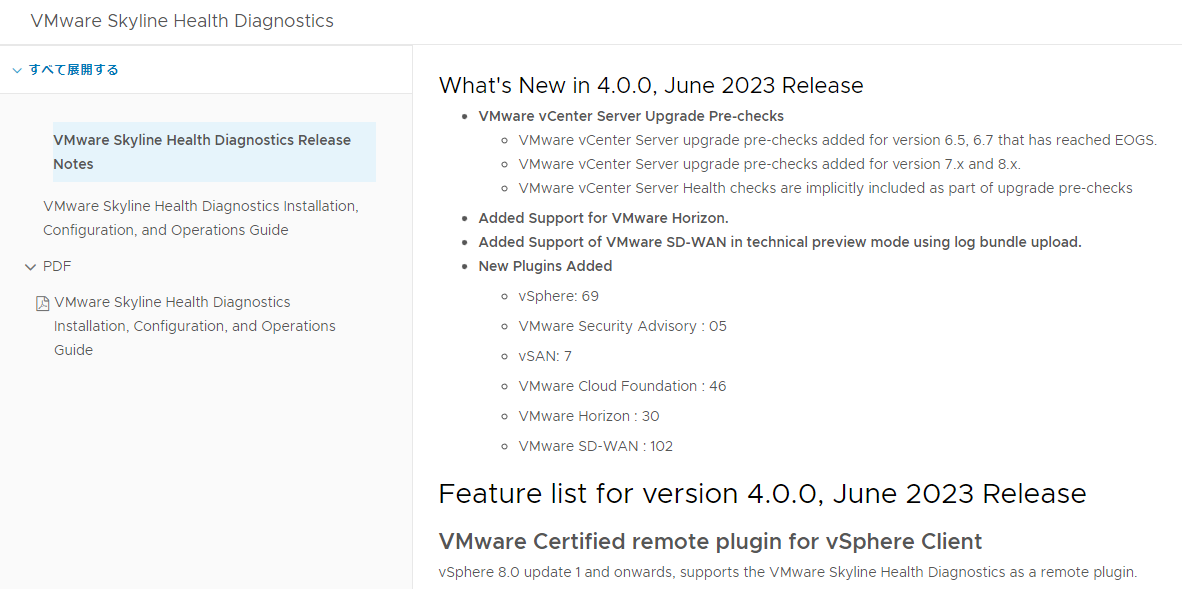 VMware Skyline Health Diagnostics
すべて展開する
VMware Skyline Health Diagnostics Release
Notes
VMware Skyline Health Diagnostics Installation,
Configuration, and Operations Guide
PDF
VMware Skyline Health Diagnostics
Installation, Configuration, and Operations
Guide
What's New in 4.0.0, June 2023 Release
VMware vCenter Server Upgrade Pre-checks
VMware vCenter Server upgrade pre-checks added for version 6.5, 6.7 that has reached EOGS.
VMware vCenter Server upgrade pre-checks added for version 7.x and 8.x.
VMware vCenter Server Health checks are implicitly included as part of upgrade pre-checks
Added Support for VMware Horizon.
Added Support of VMware SD-WAN in technical preview mode using log bundle upload.
New Plugins Added
vSphere: 69
VMware Security Advisory : 05
vSAN: 7
VMware Cloud Foundation : 46
VMware Horizon : 30
VMware SD-WAN : 102
Feature list for version 4.0.0, June 2023 Release
VMware Certified remote plugin for vSphere Client
vSphere 8.0 update 1 and onwards, supports the VMware Skyline Health Diagnostics as a remote plugin.